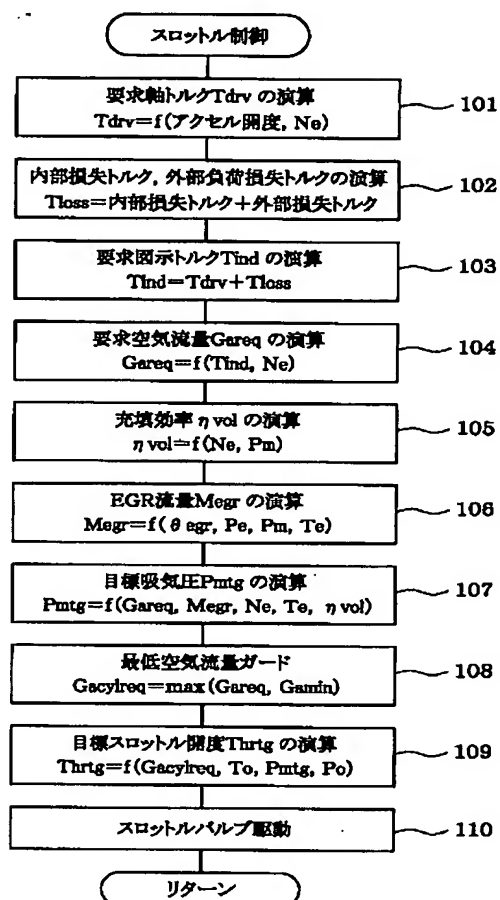 スロットル制御
要求軸トルクTdrv の演算
Tdrv=f(アクセル開度, Ne)
101
内部損失トルク, 外部負荷損失トルクの演算
Tloss=内部損失トルク+外部損失トルク
102
要求図示トルクTind の演算
Tind=Tdrv+Tloss
103
要求空気流量Gareq の演算
Gareq=f(Tind, Ne)
104
充填効率ηvol の演算
ηvol=f(Ne, Pm)
105
EGR流量Megr の演算
Megr=f(θegr, Pe, Pm, Te)
106
目標吸気圧Pmtg の演算
Pmtg=f(Gareq, Megr, Ne, Te, ηvol)
107
最低空気流量ガード
Gacylreq=max(Gareq, Gamin)
108
目標スロットル開度Thrtg の演算
Thrtg=f(Gacylreq, To, Pmtg, Po)
109
スロットルバルブ駆動
110
リターン